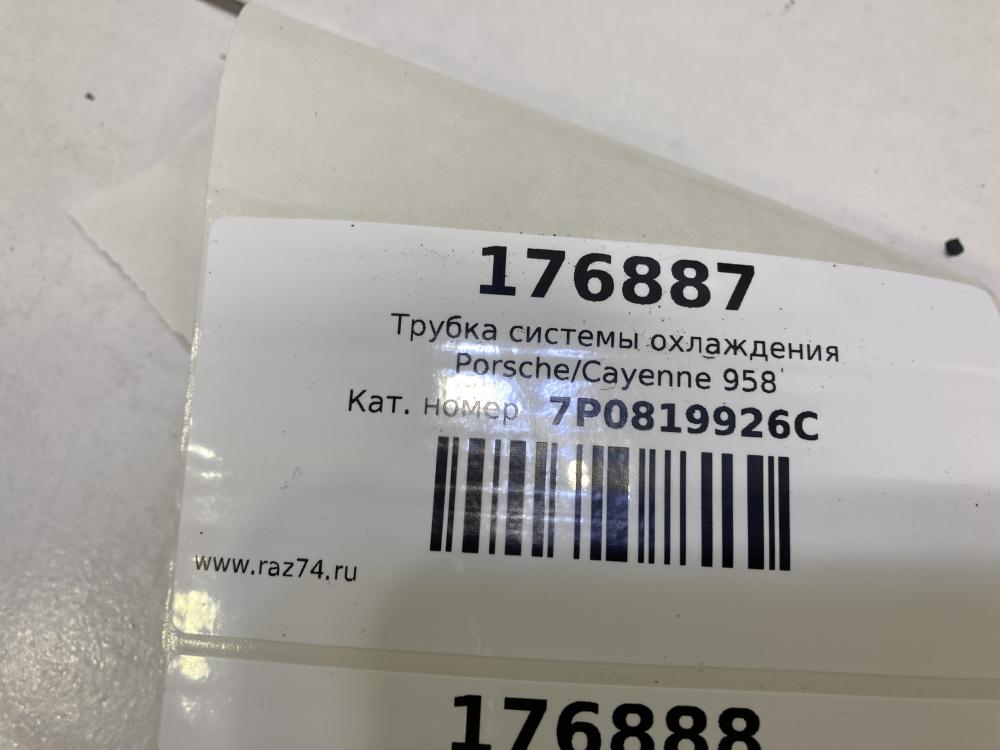 176887
Трубка системы охлаждения
Porsche/Cayenne 958
Кат. номер 7P0819926C
www.raz74.ru
176888